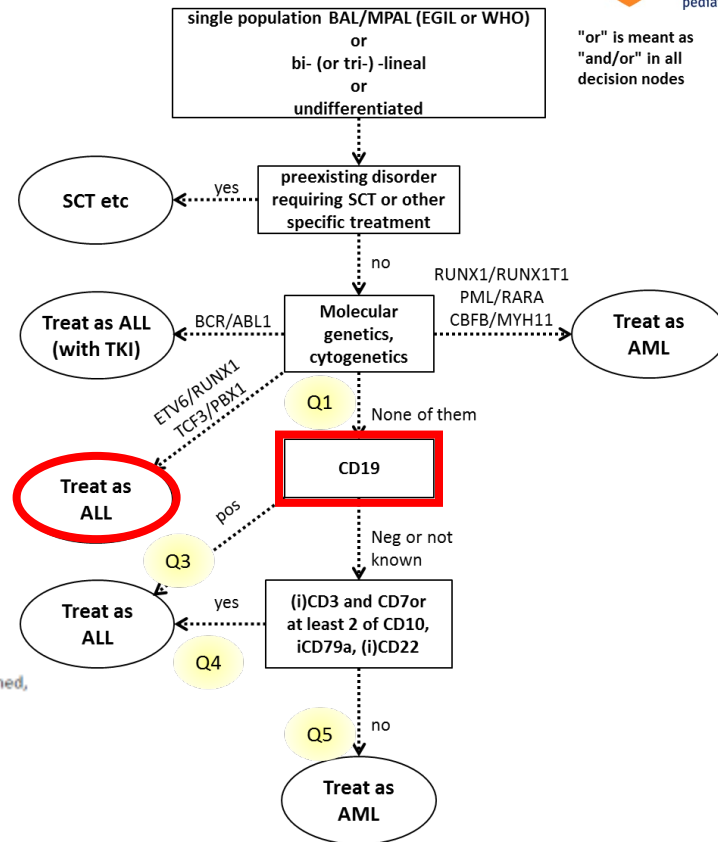 pedia
single population BAL/MPAL (EGIL or WHO)
or
bi- (or tri-) -lineal
or
undifferentiated
"or" is meant as
"and/or" in all
decision nodes
SCT etc
yes
preexisting disorder
requiring SCT or other
specific treatment
no
Treat as ALL
(with TKI)
BCR/ABL1
Molecular
genetics,
cytogenetics
RUNX1/RUNX1T1
PML/RARA
CBFB/MYH11
Treat as
AML
ETV6/RUNX1
TCF3/PBX1
Q1
None of them
Treat as
ALL
CD19
pos
Q3
Neg or not
known
Treat as
ALL
yes
Q4
(i)CD3 and CD7or
at least 2 of CD10,
iCD79a, (i)CD22
ned,
Q5
no
Treat as
AML